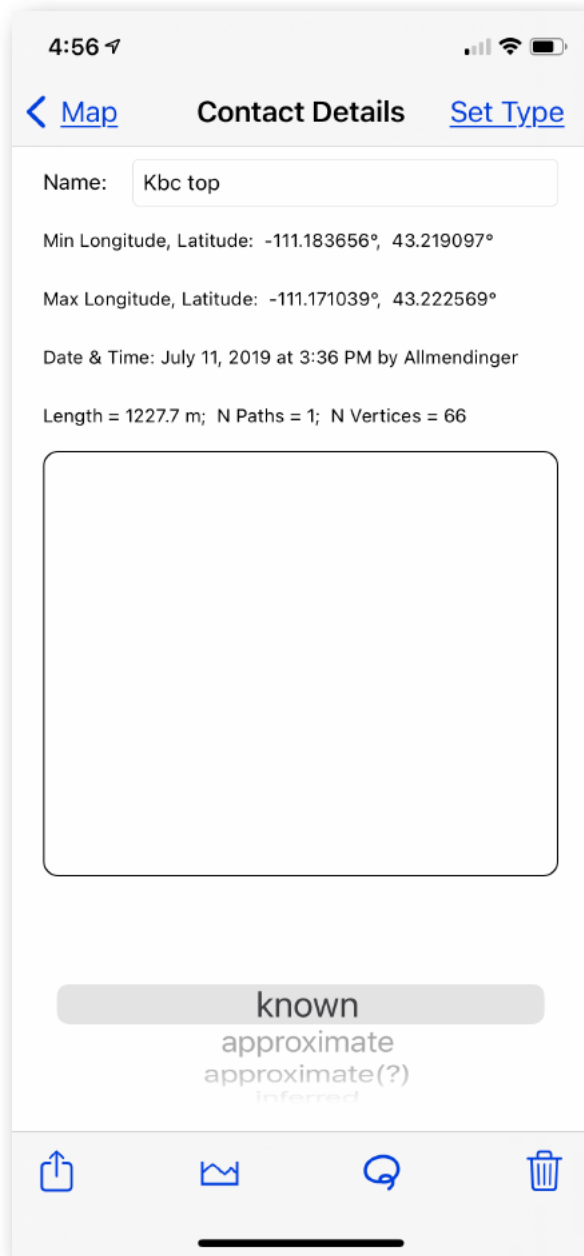 4:56
Map Contact Details Set Type
Name: Kbc top
Min Longitude, Latitude: -111.183656°, 43.219097°
Max Longitude, Latitude: -111.171039°, 43.222569°
Date & Time: July 11, 2019 at 3:36 PM by Allmendinger
Length = 1227.7 m; N Paths = 1; N Vertices = 66
known
approximate
approximate(?)
inferred